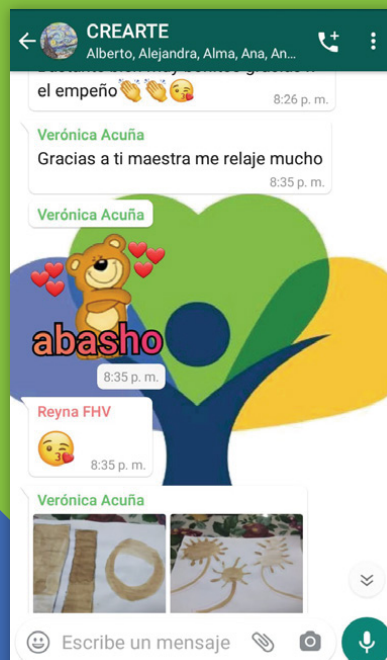 CREARTE
Alberto, Alejandra, Alma, Ana, An...
el empeño
8:26 p. m.
Verónica Acuña
Gracias a ti maestra me relaje mucho
8:35 p. m.
Verónica Acuña
abasho
8:35 p. m.
Reyna FHV
8:35 p. m.
Verónica Acuña
Escribe un mensaje